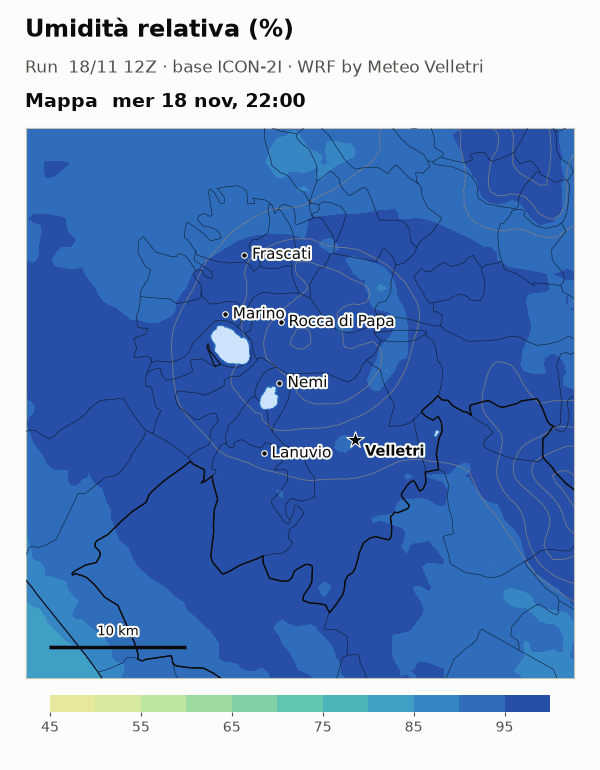 Umidità relativa (%)
Run 18/11 12Z · base ICON-2I · WRF by Meteo Velletri
Mappa mer 18 nov, 22:00
Frascati
Marino
Rocca di Papa
Nemi
Velletri
Lanuvio
10 km
45 55 65 75 85 95